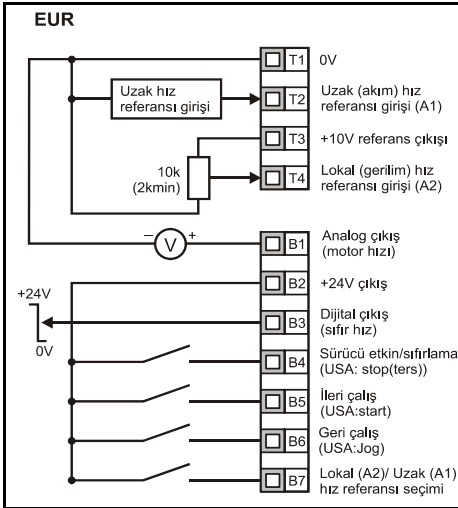 EUR
T1 0V
Uzak hız
referansı girişi
T2 Uzak (akım) hız
referansı girişi (A1)
T3 +10V referans çıkışı
10k
(2kmin)
T4 Lokal (gerilim) hız
referansı girişi (A2)
− V +
B1 Analog çıkış
(motor hızı)
B2 +24V çıkış
+24V
0V
B3 Dijital çıkış
(sıfır hız)
B4 Sürücü etkin/sıfırlama
(USA: stop(ters))
B5 İleri çalış
(USA:start)
B6 Geri çalış
(USA:Jog)
B7 Lokal (A2)/ Uzak (A1)
hız referansı seçimi